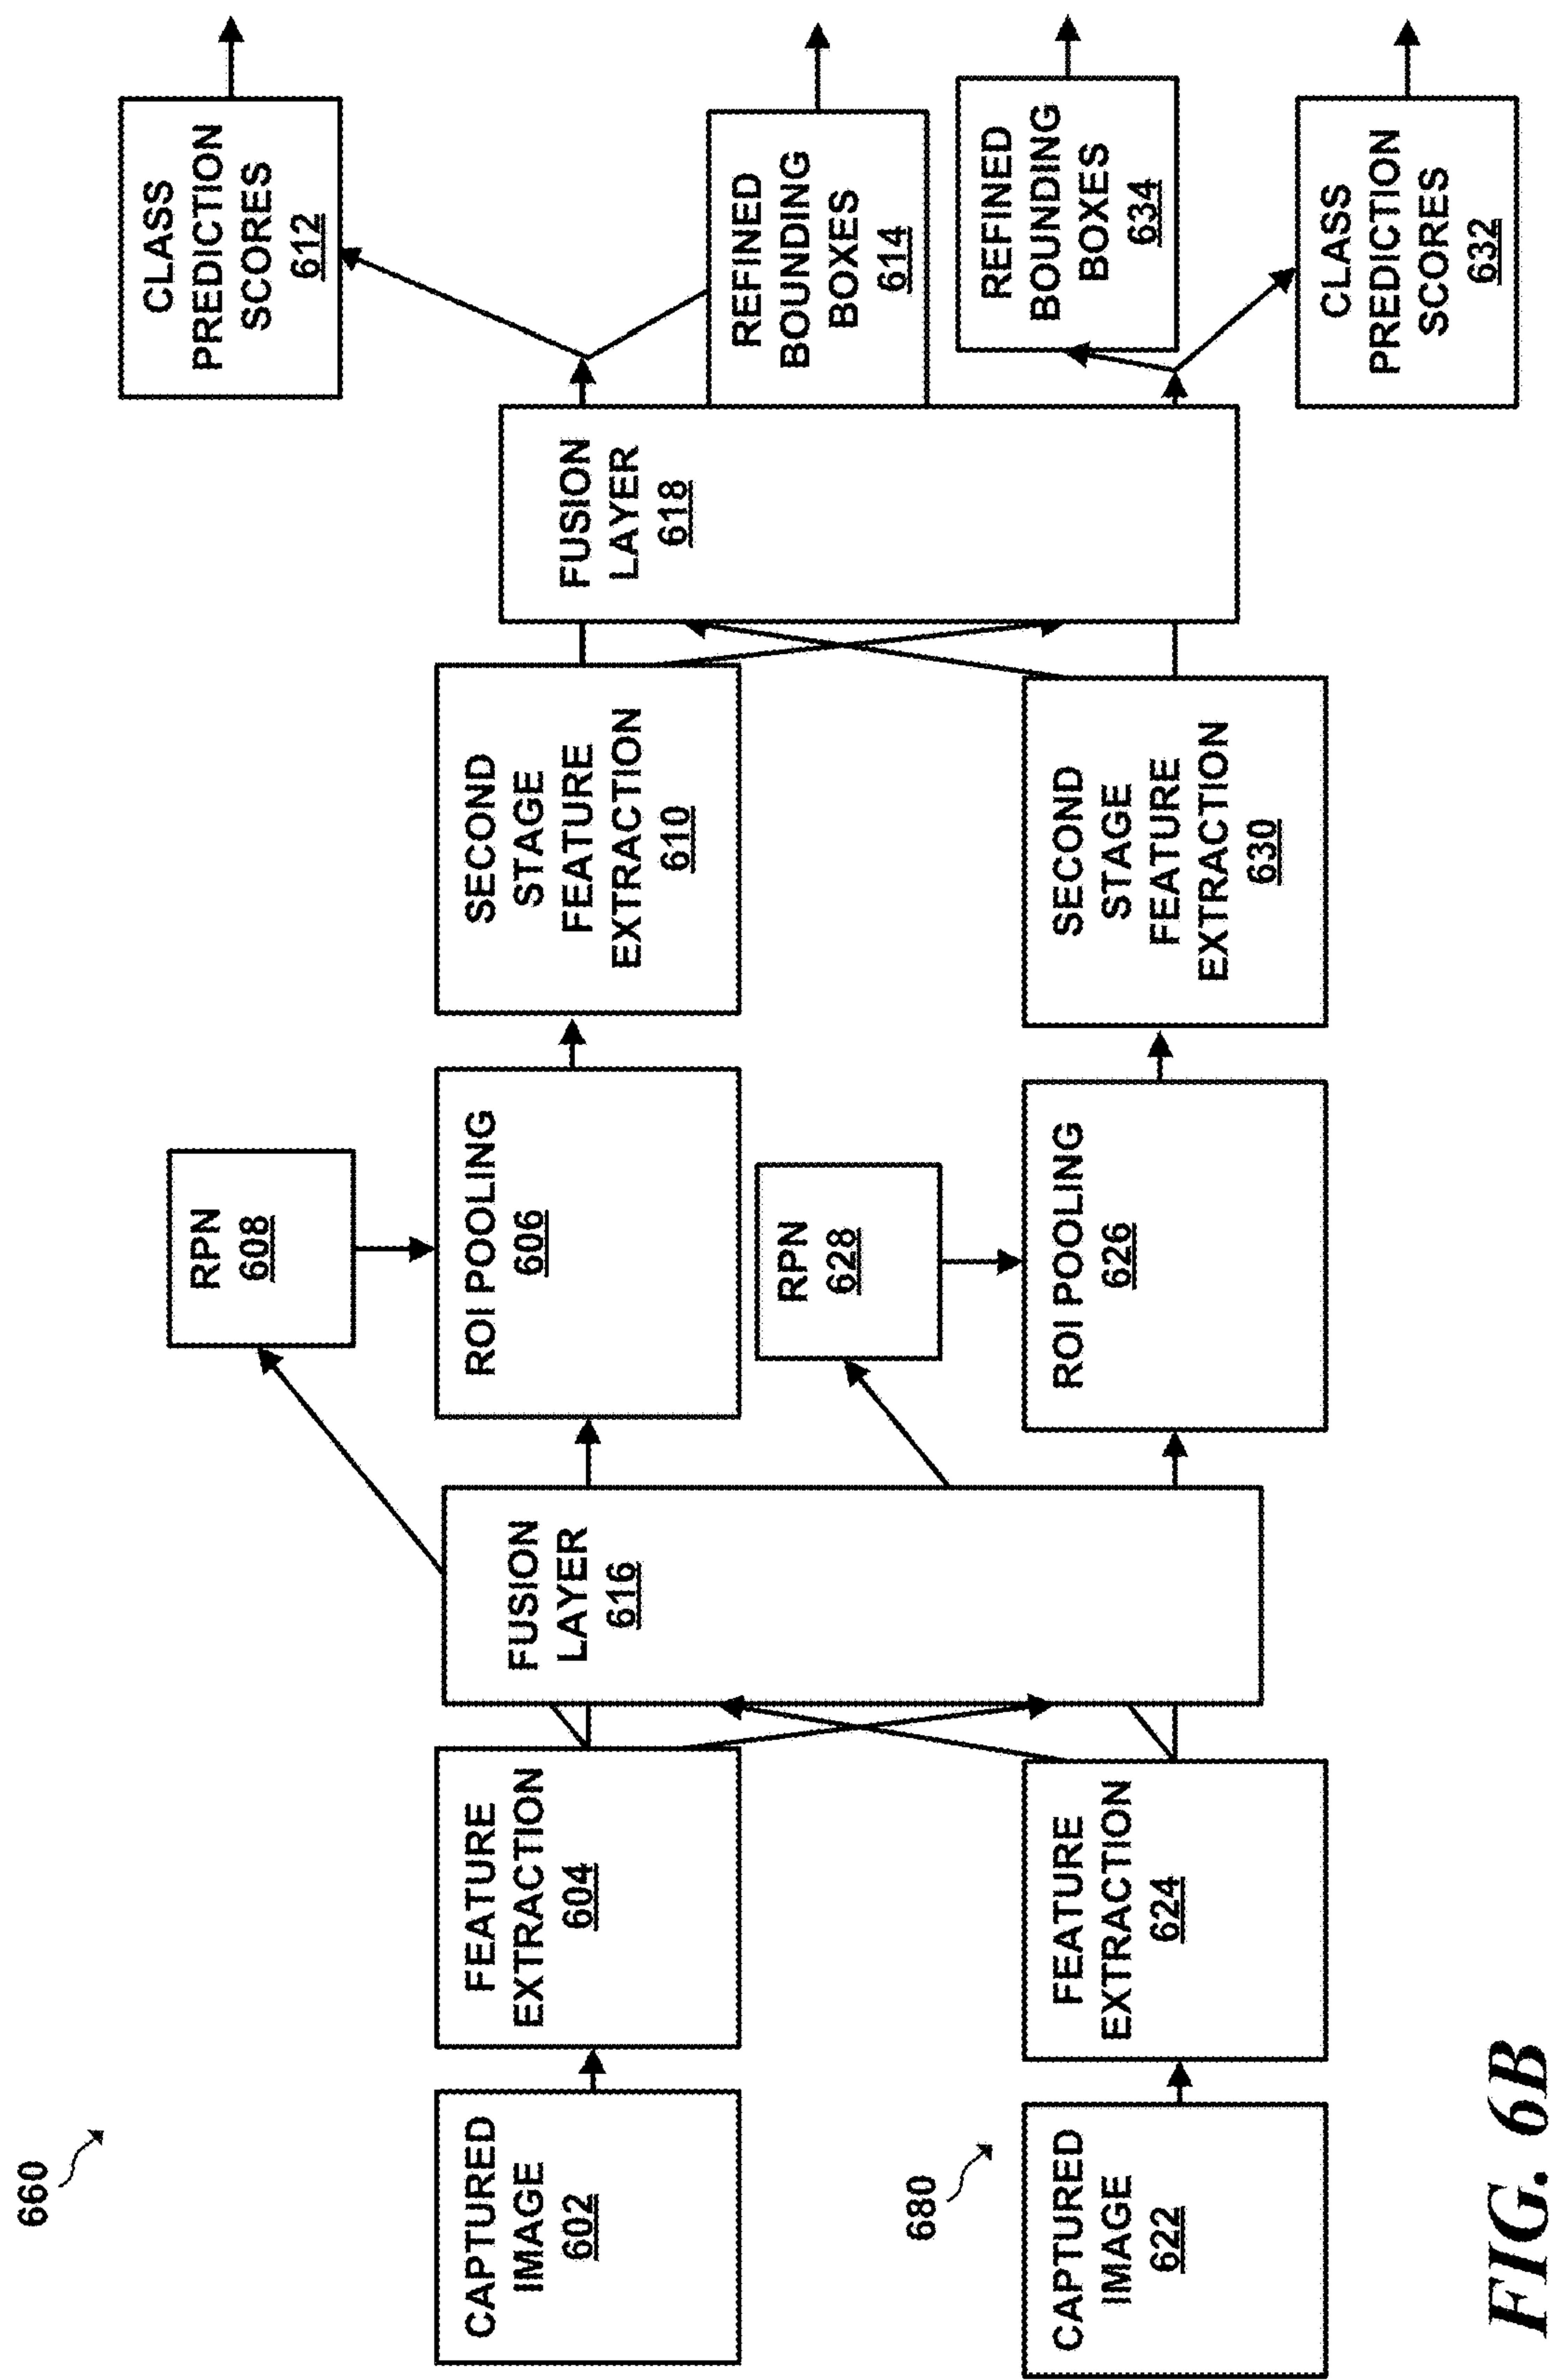 660
CAPTURED
IMAGE
602
FEATURE
EXTRACTION
604
FUSION
LAYER
616
RPN
608
ROI POOLING
606
SECOND
STAGE
FEATURE
EXTRACTION
610
FUSION
LAYER
618
CLASS
PREDICTION
SCORES
612
REFINED
BOUNDING
BOXES
614
680
CAPTURED
IMAGE
622
FEATURE
EXTRACTION
624
RPN
628
ROI POOLING
626
SECOND
STAGE
FEATURE
EXTRACTION
630
REFINED
BOUNDING
BOXES
634
CLASS
PREDICTION
SCORES
632
FIG. 6B